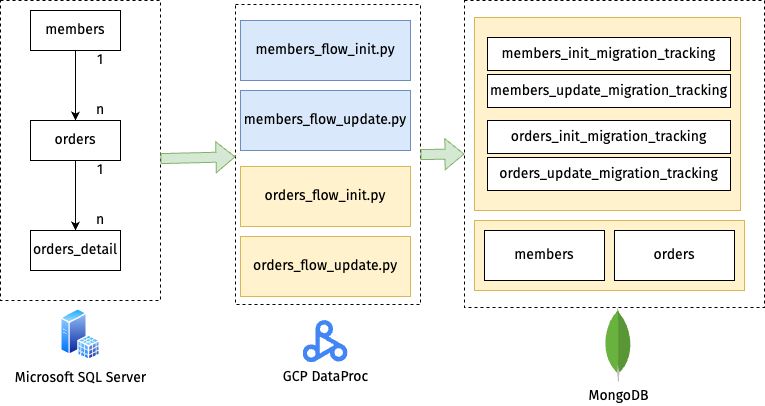 members
1
n
orders
1
n
orders_detail
Microsoft SQL Server
members_flow_init.py
members_flow_update.py
orders_flow_init.py
orders_flow_update.py
GCP DataProc
members_init_migration_tracking
members_update_migration_tracking
orders_init_migration_tracking
orders_update_migration_tracking
members
orders
MongoDB